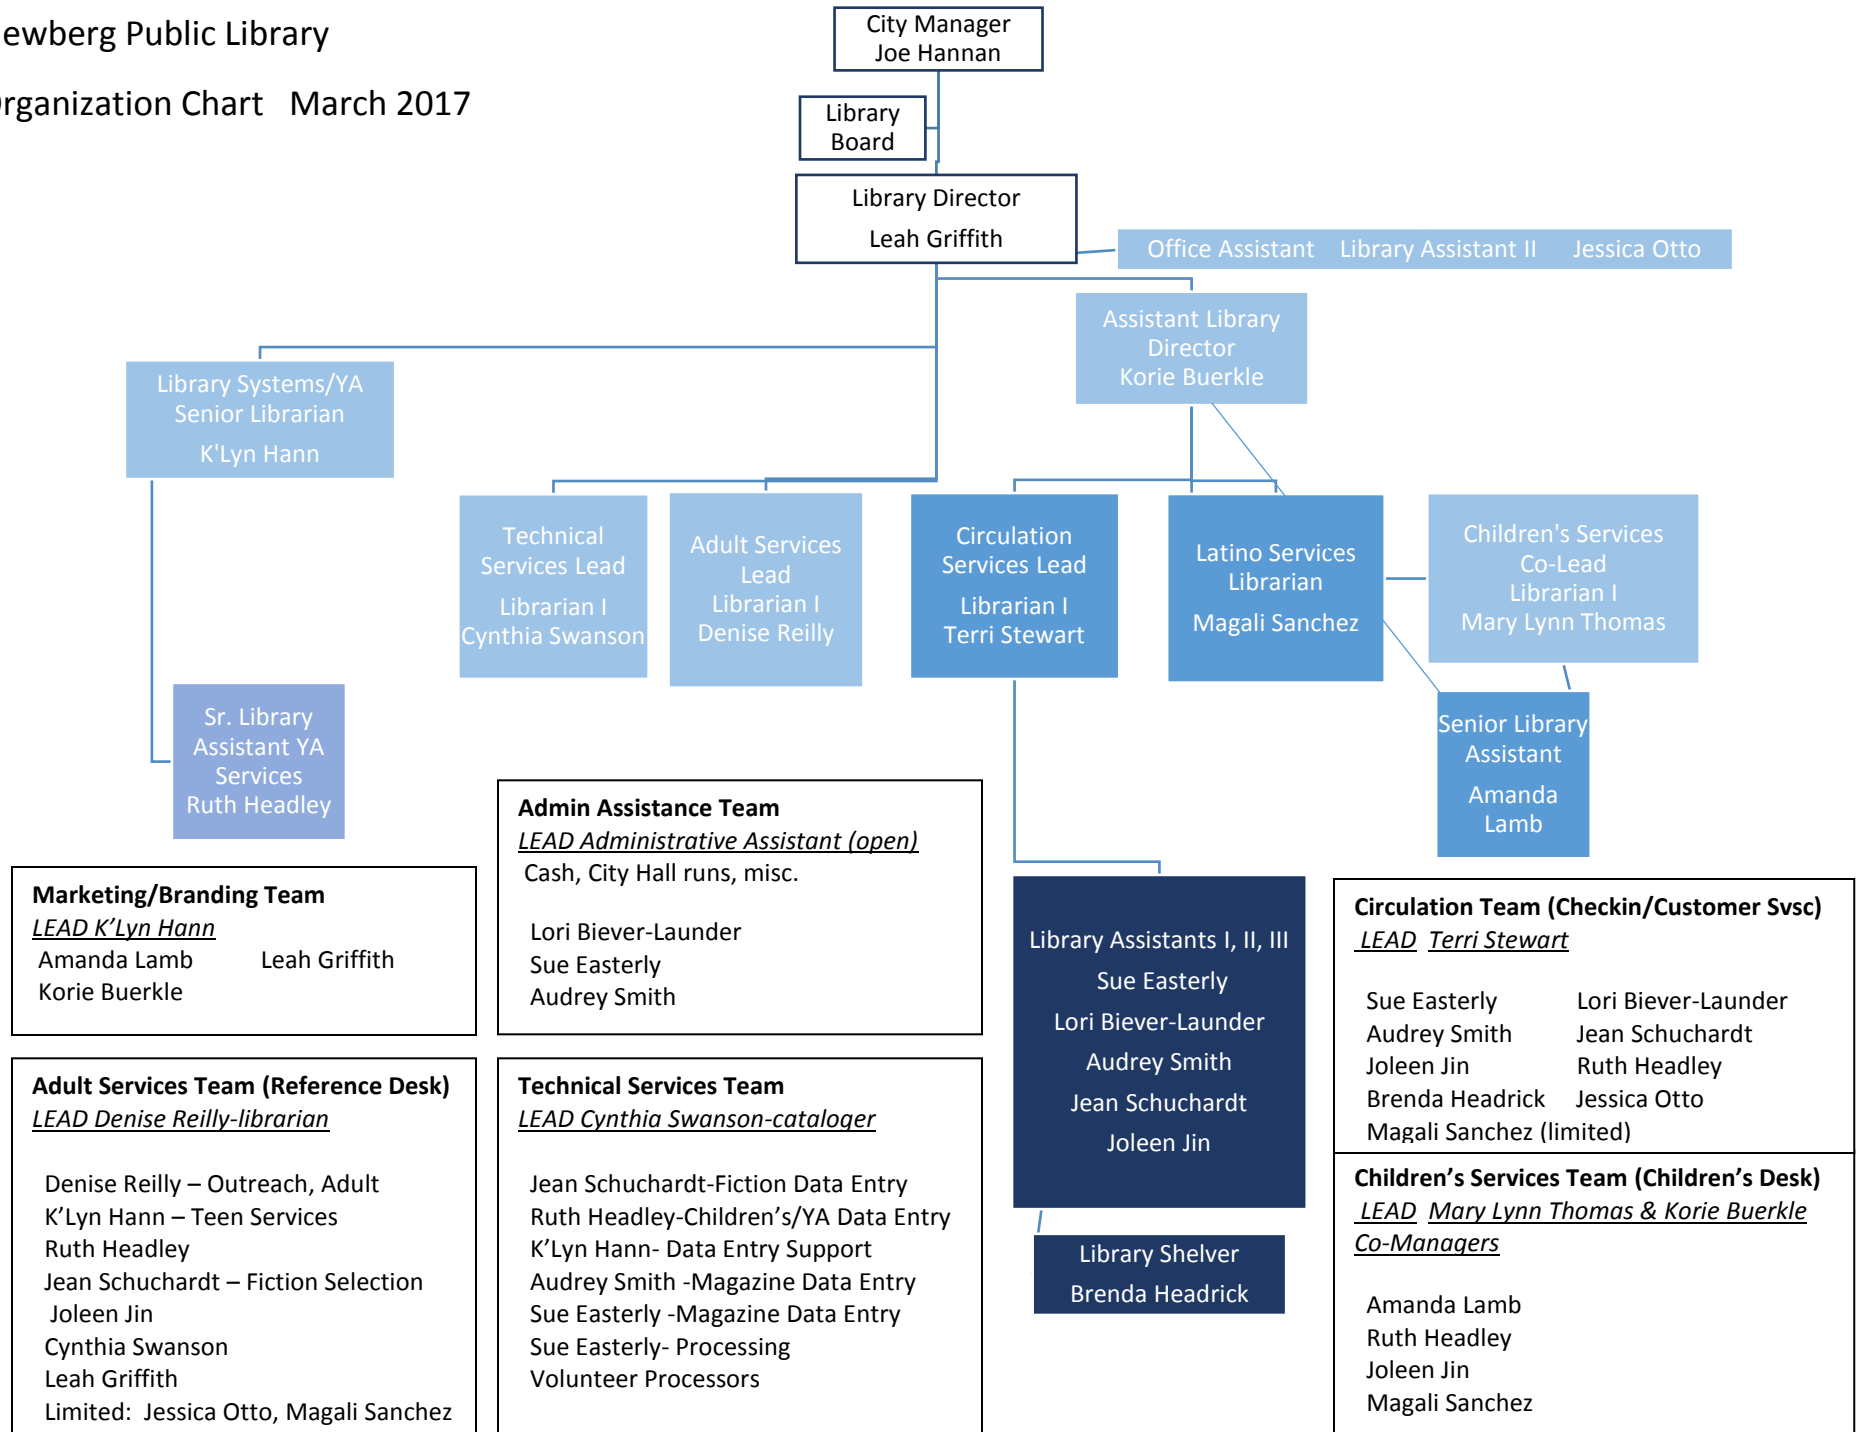 ewberg Public Library
rganization Chart   March 2017
City Manager
Joe Hannan
Library
Board
Library Director
Leah Griffith
Office Assistant    Library Assistant II    Jessica Otto
Assistant Library
Director
Korie Buerkle
Library Systems/YA
Senior Librarian
K'Lyn Hann
Technical
Services Lead
Librarian I
Cynthia Swanson
Adult Services
Lead
Librarian I
Denise Reilly
Circulation
Services Lead
Librarian I
Terri Stewart
Latino Services
Librarian
Magali Sanchez
Children's Services
Co-Lead
Librarian I
Mary Lynn Thomas
Sr. Library
Assistant YA
Services
Ruth Headley
Senior Library
Assistant
Amanda
Lamb
Library Assistants I, II, III
Sue Easterly
Lori Biever-Launder
Audrey Smith
Jean Schuchardt
Joleen Jin
Library Shelver
Brenda Headrick
Marketing/Branding Team
LEAD K’Lyn Hann
Amanda Lamb    Leah Griffith
Korie Buerkle
Admin Assistance Team
LEAD Administrative Assistant (open)
Cash, City Hall runs, misc.
Lori Biever-Launder
Sue Easterly
Audrey Smith
Adult Services Team (Reference Desk)
LEAD Denise Reilly-librarian
Denise Reilly – Outreach, Adult
K’Lyn Hann – Teen Services
Ruth Headley
Jean Schuchardt – Fiction Selection
Joleen Jin
Cynthia Swanson
Leah Griffith
Limited:  Jessica Otto, Magali Sanchez
Technical Services Team
LEAD Cynthia Swanson-cataloger
Jean Schuchardt-Fiction Data Entry
Ruth Headley-Children’s/YA Data Entry
K’Lyn Hann- Data Entry Support
Audrey Smith -Magazine Data Entry
Sue Easterly -Magazine Data Entry
Sue Easterly- Processing
Volunteer Processors
Circulation Team (Checkin/Customer Svsc)
LEAD  Terri Stewart
Sue Easterly    Lori Biever-Launder
Audrey Smith    Jean Schuchardt
Joleen Jin    Ruth Headley
Brenda Headrick    Jessica Otto
Magali Sanchez (limited)
Children’s Services Team (Children’s Desk)
LEAD  Mary Lynn Thomas & Korie Buerkle
Co-Managers
Amanda Lamb
Ruth Headley
Joleen Jin
Magali Sanchez